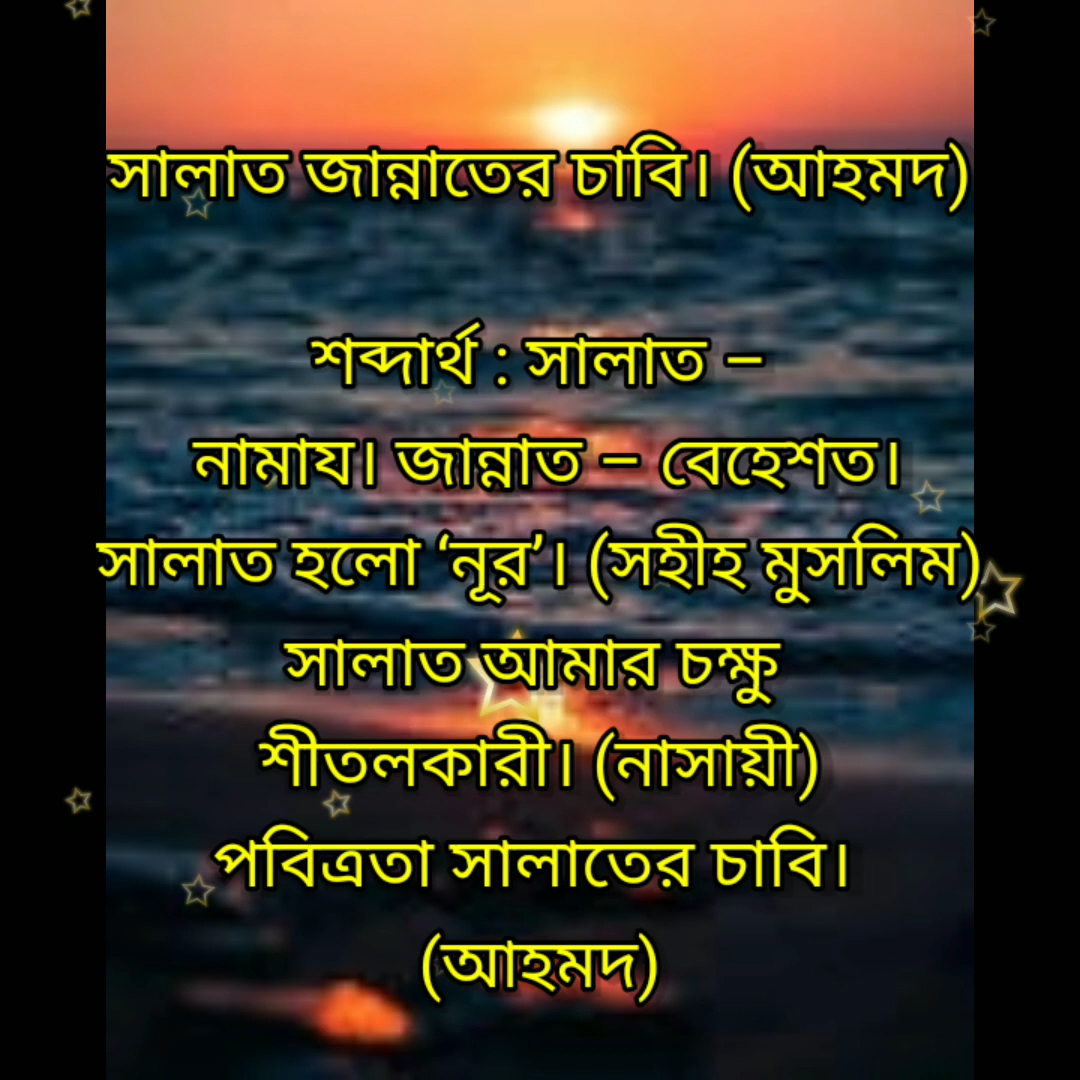 সালাত জান্নাতের চাবি। (আহমদ)
শব্দার্থ : সালাত –
নামায। জান্নাত – বেহেশত।
সালাত হলো ‘নূর’। (সহীহ মুসলিম)
সালাত আমার চক্ষু
শীতলকারী। (নাসায়ী)
পবিত্রতা সালাতের চাবি।
(আহমদ)